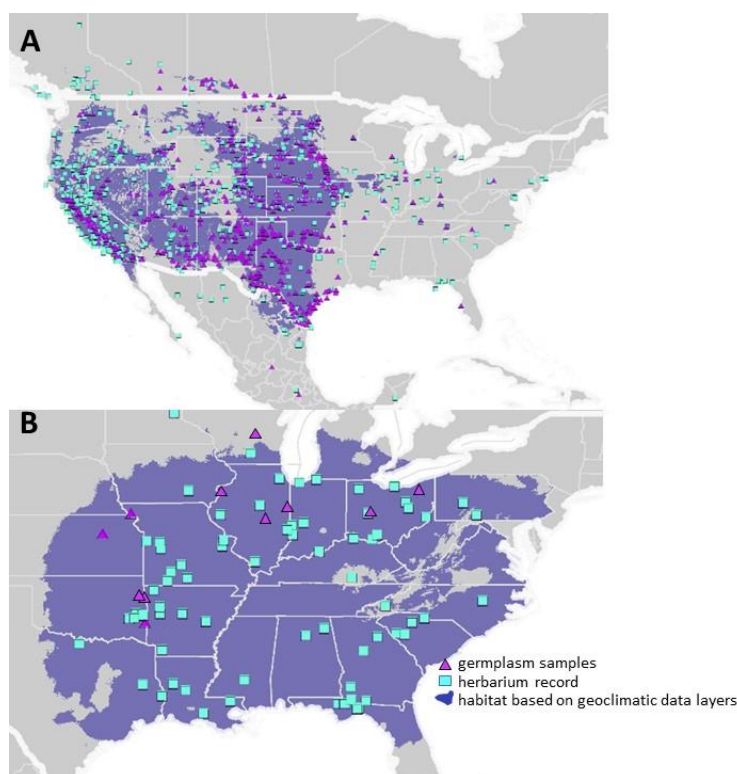 A
B
germplasm samples
herbarium record
habitat based on geoclimatic data layers